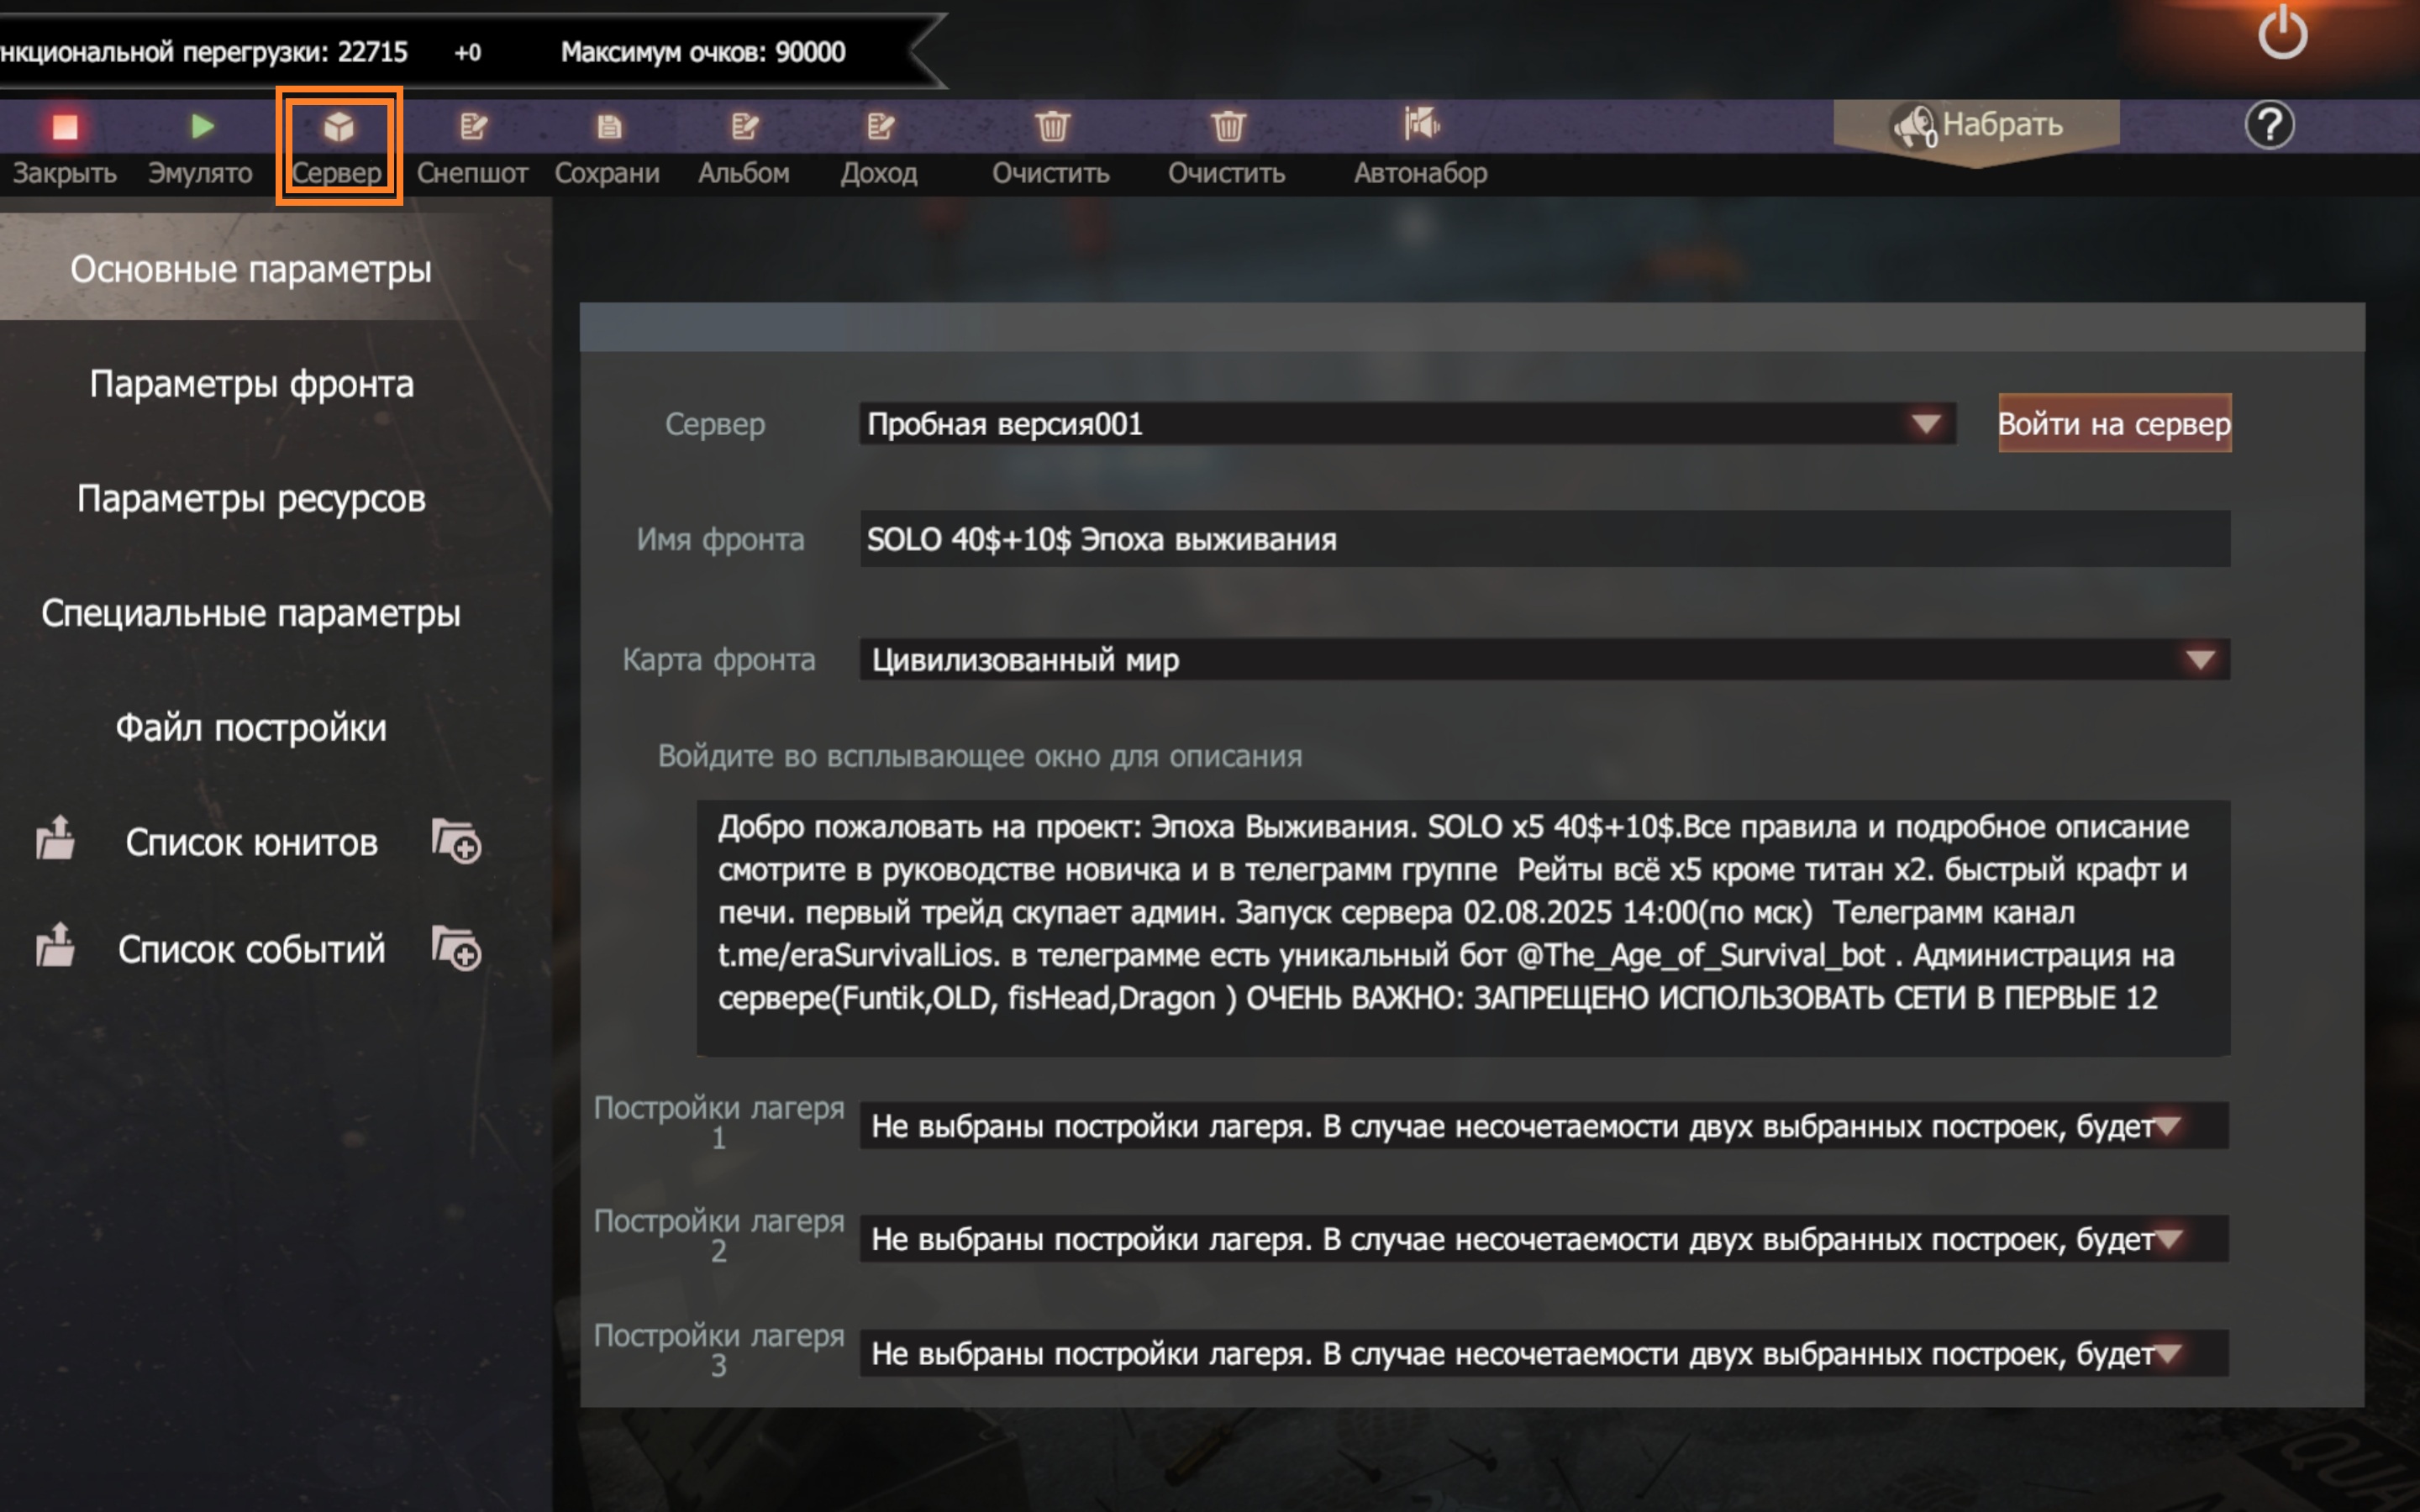 нкциональной перегрузки: 22715 +0 Максимум очков: 90000
Закрыть Эмулято Сервер Снепшот Сохрани Альбом Доход Очистить Очистить Автонабор 0 Набрать ?
Основные параметры
Параметры фронта
Параметры ресурсов
Специальные параметры
Файл постройки
Список юнитов
Список событий
Сервер Пробная версия001 Войти на сервер
Имя фронта SOLO 40$+10$ Эпоха выживания
Карта фронта Цивилизованный мир
Войдите во всплывающее окно для описания
Добро пожаловать на проект: Эпоха Выживания. SOLO x5 40$+10$.Все правила и подробное описание
смотрите в руководстве новичка и в телеграмм группе  Рейты всё х5 кроме титан х2. быстрый крафт и
печи. первый трейд скупает админ. Запуск сервера 02.08.2025 14:00(по мск)  Телеграмм канал
t.me/eraSurvivalLios. в телеграмме есть уникальный бот @The_Age_of_Survival_bot . Администрация на
сервере(Funtik,OLD, fisHead,Dragon ) ОЧЕНЬ ВАЖНО: ЗАПРЕЩЕНО ИСПОЛЬЗОВАТЬ СЕТИ В ПЕРВЫЕ 12
Постройки лагеря
1
Не выбраны постройки лагеря. В случае несочетаемости двух выбранных построек, будет
Постройки лагеря
2
Не выбраны постройки лагеря. В случае несочетаемости двух выбранных построек, будет
Постройки лагеря
3
Не выбраны постройки лагеря. В случае несочетаемости двух выбранных построек, будет
QUA